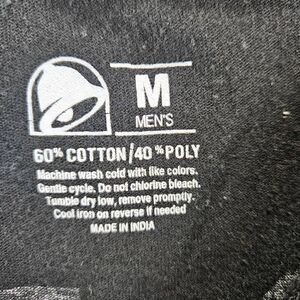 M
MEN'S
60% COTTON/40%POLY
Machine wash cold with like colors.
Gentle cycle. Do not chlorine bleach.
Tumble dry low, remove promptly.
Cool iron on reverse if needed
MADE IN INDIA